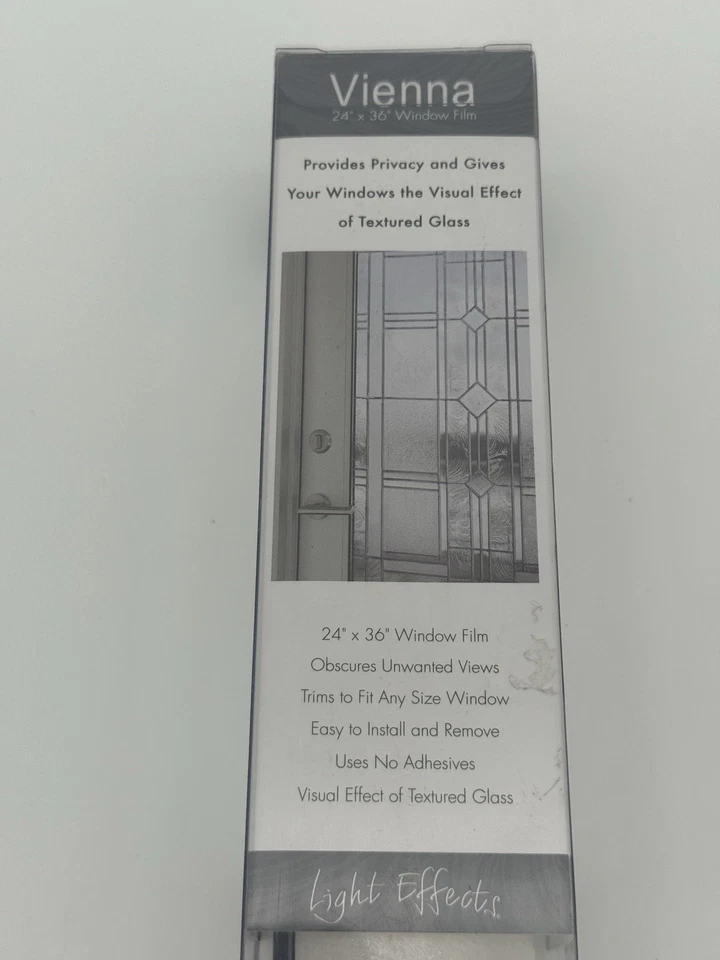 Vienna
24" x 36" Window Film
Provides Privacy and Gives
Your Windows the Visual Effect
of Textured Glass
24" x 36" Window Film
Obscures Unwanted Views
Trims to Fit Any Size Window
Easy to Install and Remove
Uses No Adhesives
Visual Effect of Textured Glass
Light Effects